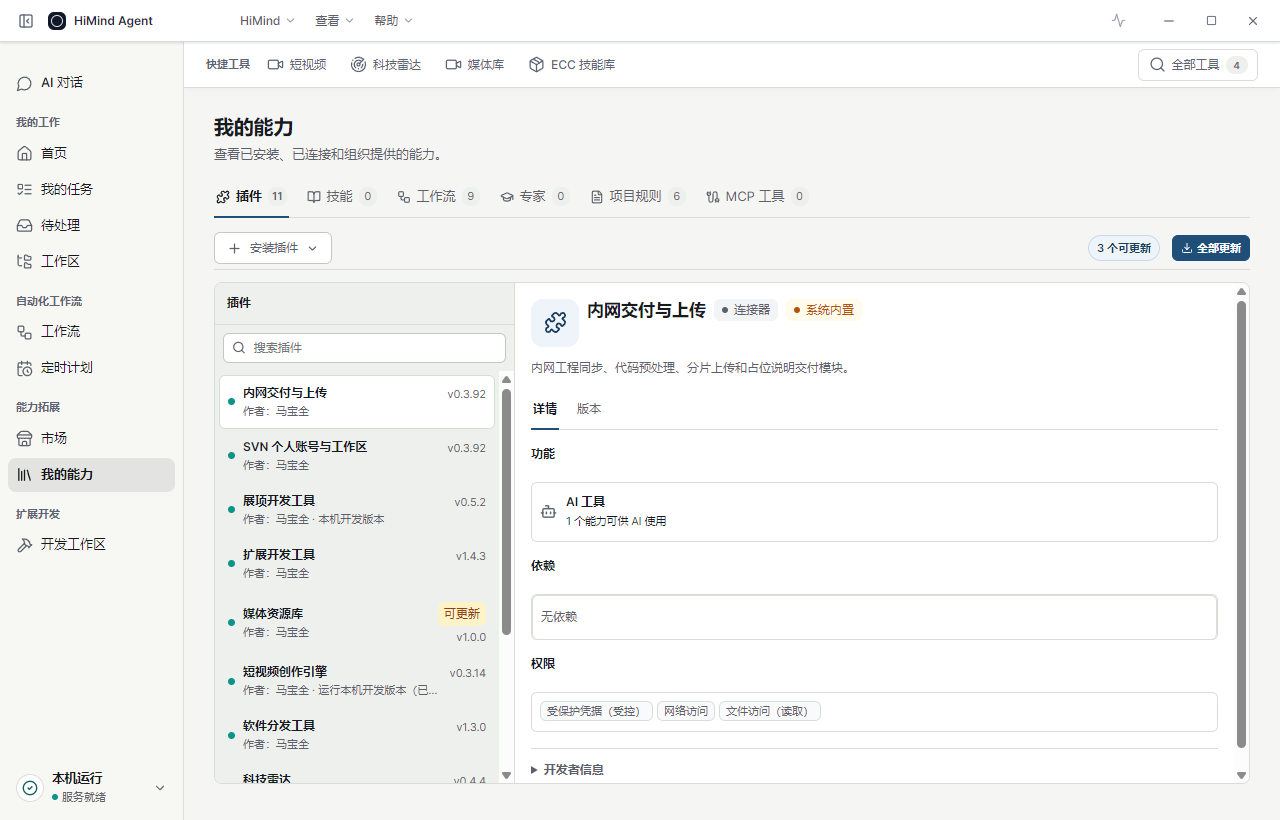 HiMind Agent
HiMind
查看
帮助
AI 对话
我的工作
首页
我的任务
待处理
工作区
自动化工作流
工作流
定时计划
能力拓展
市场
我的能力
扩展开发
开发工作区
本机运行
服务就绪
快捷工具
短视频
科技雷达
媒体库
ECC 技能库
全部工具 4
我的能力
查看已安装、已连接和组织提供的能力。
插件 11
技能 0
工作流 9
专家 0
项目规则 6
MCP 工具 0
安装插件
3 个可更新
全部更新
插件
搜索插件
内网交付与上传 v0.3.92
作者：马宝全
SVN 个人账号与工作区 v0.3.92
作者：马宝全
展项开发工具 v0.5.2
作者：马宝全 · 本机开发版本
扩展开发工具 v1.4.3
作者：马宝全
媒体资源库 可更新
作者：马宝全 v1.0.0
短视频创作引擎 v0.3.14
作者：马宝全 · 运行本机开发版本（已...
软件分发工具 v1.3.0
作者：马宝全
科技雷达 v0.4.4
内网交付与上传 连接器 系统内置
内网工程同步、代码预处理、分片上传和占位说明交付模块。
详情 版本
功能
AI 工具
1 个能力可供 AI 使用
依赖
无依赖
权限
受保护凭据（受控） 网络访问 文件访问（读取）
开发者信息